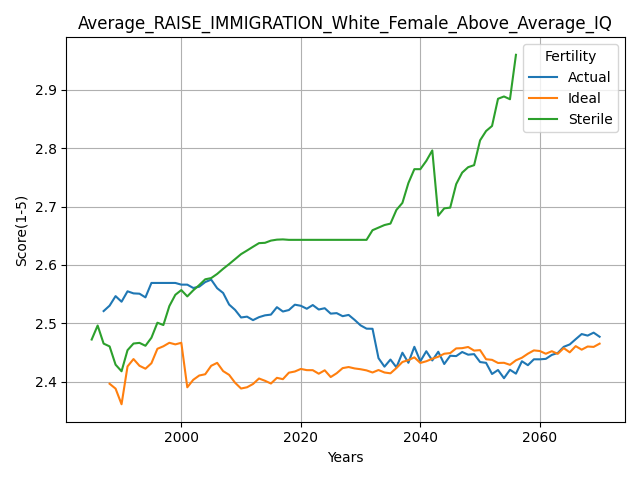 Average_RAISE_IMMIGRATION_White_Female_Above_Average_IQ
Fertility
Actual
Ideal
Sterile
Score(1-5)
2.9
2.8
2.7
2.6
2.5
2.4
2000
2020
2040
2060
Years